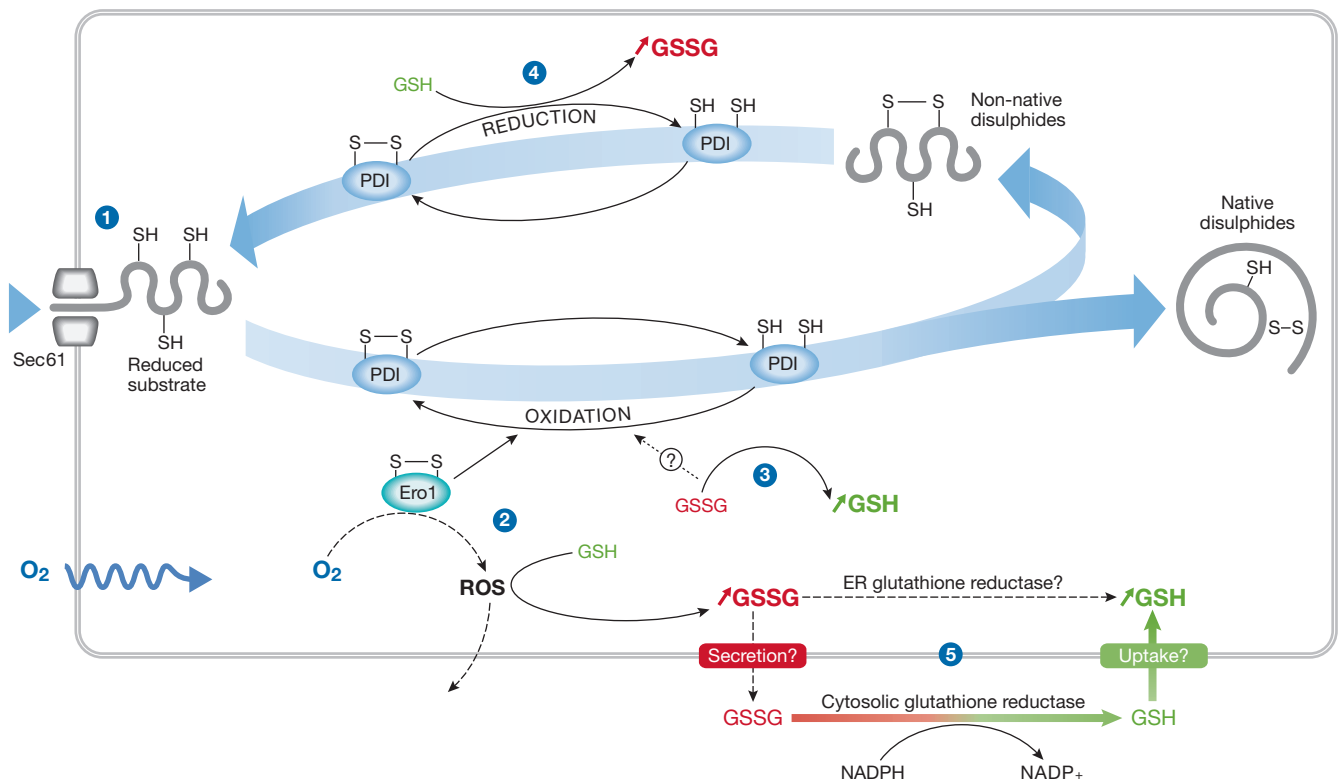 GSSG
4
GSH
SH SH
REDUCTION
PDI
S S
PDI
S S
Non-native
disulphides
SH
1
SH
SH
SH
Sec61
Reduced
substrate
Native
disulphides
SH
S–S
S S
PDI
SH SH
PDI
OXIDATION
S S
Ero1
?
3
GSSG
GSH
2
GSH
O2
O2
ROS
GSSG
ER glutathione reductase?
GSH
Secretion?
5
Uptake?
GSSG
Cytosolic glutathione reductase
GSH
NADPH
NADP+